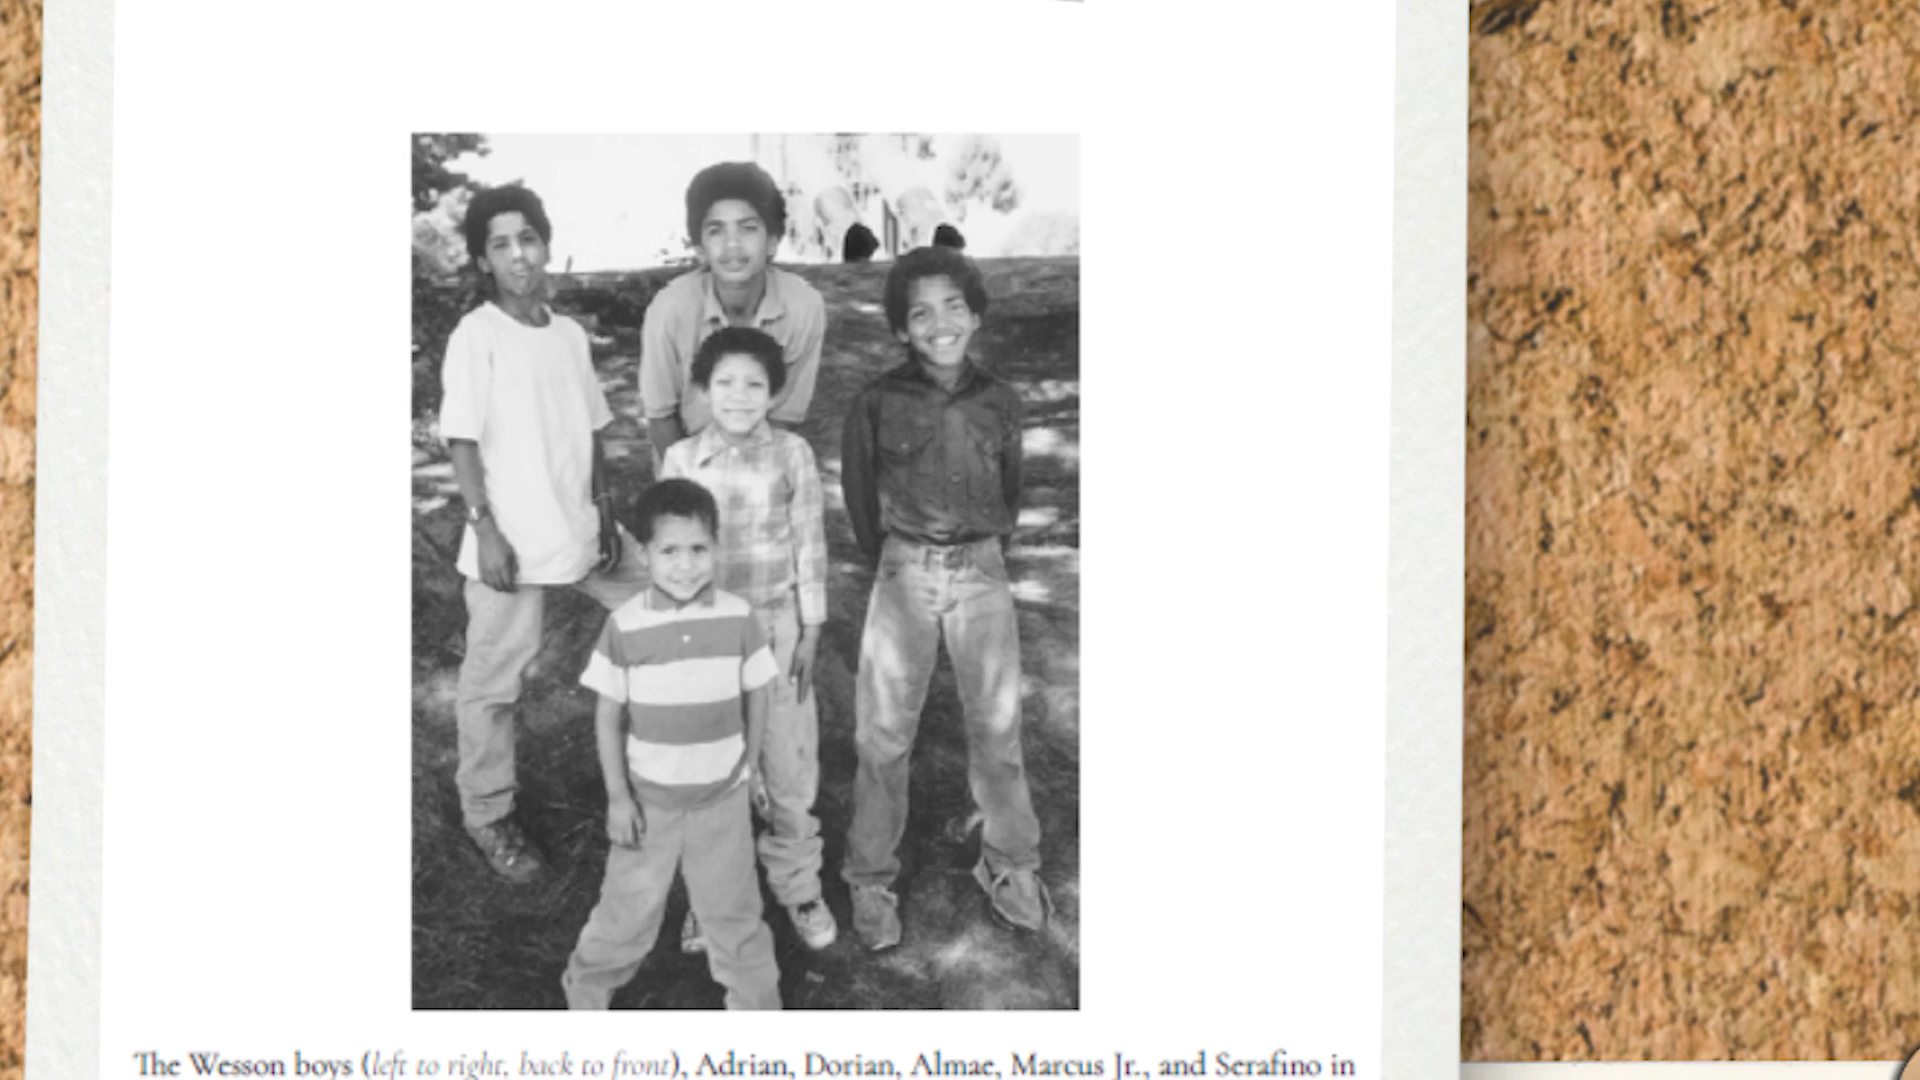 The Wesson boys (left to right, back to front), Adrian, Dorian, Almae, Marcus Jr., and Serafino in